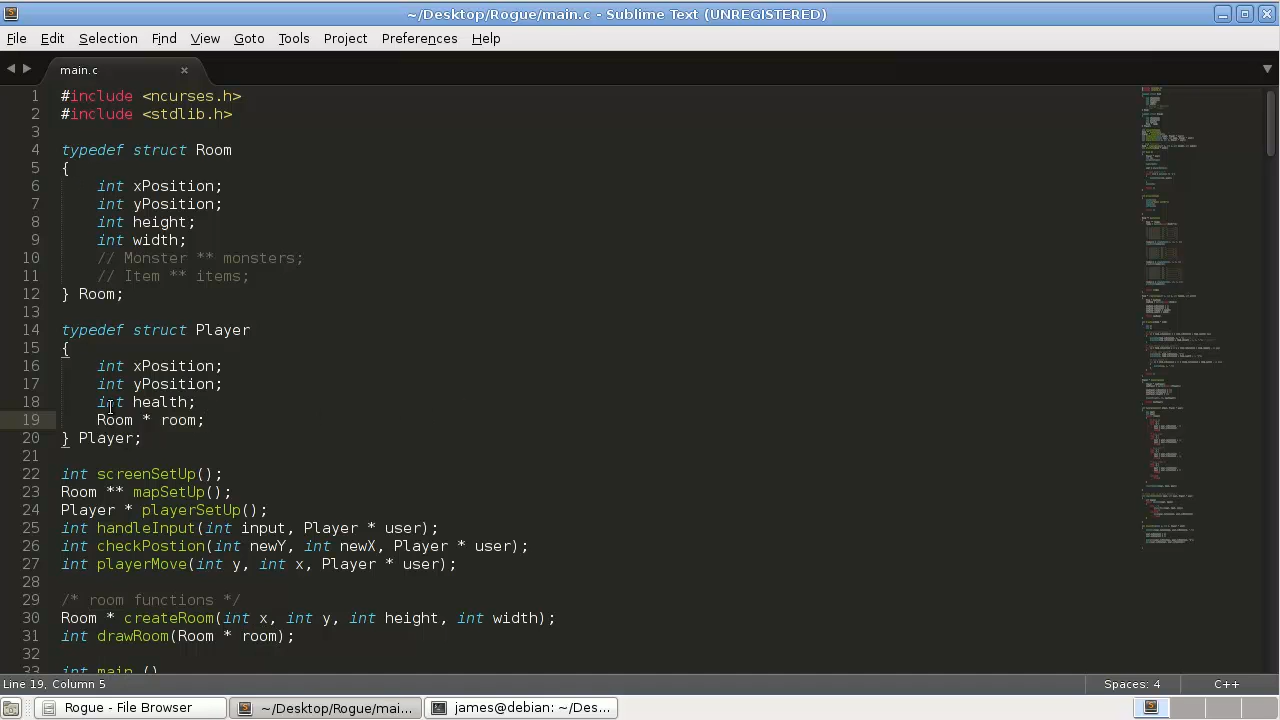 ~/Desktop/Rogue/main.c - Sublime Text (UNREGISTERED)
File Edit Selection Find View Goto Tools Project Preferences Help
main.c ×
1 #include <ncurses.h>
2 #include <stdlib.h>
3
4 typedef struct Room
5 {
6 int xPosition;
7 int yPosition;
8 int height;
9 int width;
10 // Monster ** monsters;
11 // Item ** items;
12 } Room;
13
14 typedef struct Player
15 {
16 int xPosition;
17 int yPosition;
18 int health;
19 Room * room;
20 } Player;
21
22 int screenSetUp();
23 Room ** mapSetUp();
24 Player * playerSetUp();
25 int handleInput(int input, Player * user);
26 int checkPostion(int newY, int newX, Player * user);
27 int playerMove(int y, int x, Player * user);
28
29 /* room functions */
30 Room * createRoom(int x, int y, int height, int width);
31 int drawRoom(Room * room);
32
33 int main ()
Line 19, Column 5 Spaces: 4 C++
Rogue - File Browser ~/Desktop/Rogue/mai... james@debian: ~/Des...